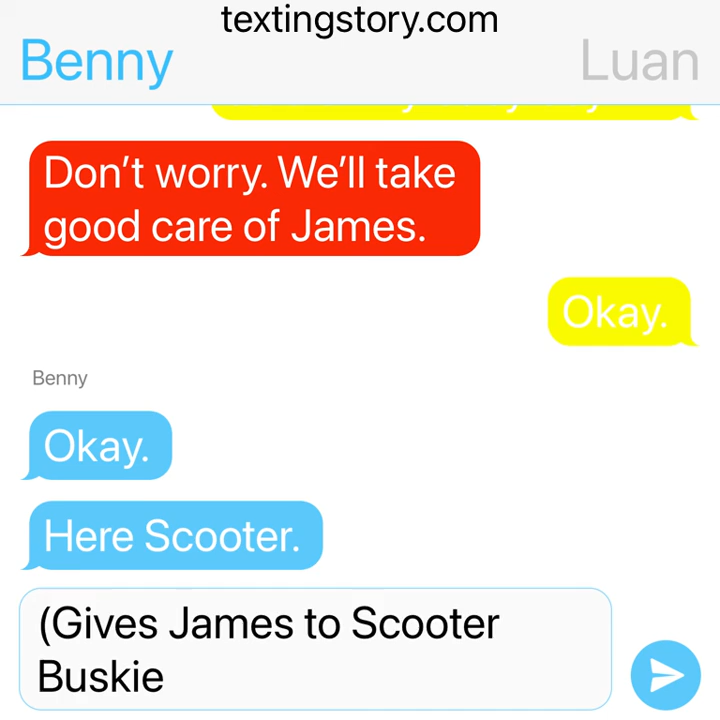 textingstory.com
Benny
Luan
Don’t worry. We’ll take
good care of James.
Okay.
Benny
Okay.
Here Scooter.
(Gives James to Scooter
Buskie